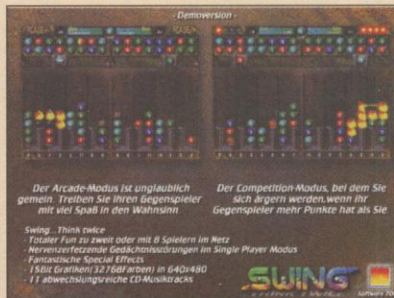 - Demoversion -
Der Arcade-Modus ist unglaublich
gemein. Treiben Sie ihren Gegenspieler
mit viel Spaß in den Wahnsinn
Der Competition-Modus, bei dem Sie
sich ärgern werden,wenn ihr
Gegenspieler mehr Punkte hat als Sie
Swing...Think twice
- Totaler Fun zu zweit oder mit 8 Spielern im Netz
- Nervenzerfetzende Gedächtnisstörungen im Single Player Modus
- Fantastische Special Effects
- 15Bit Grafiken(32768Farben) in 640x480
- 11 abwechslungsreiche CD-Musiktracks
SWING
Software 2000